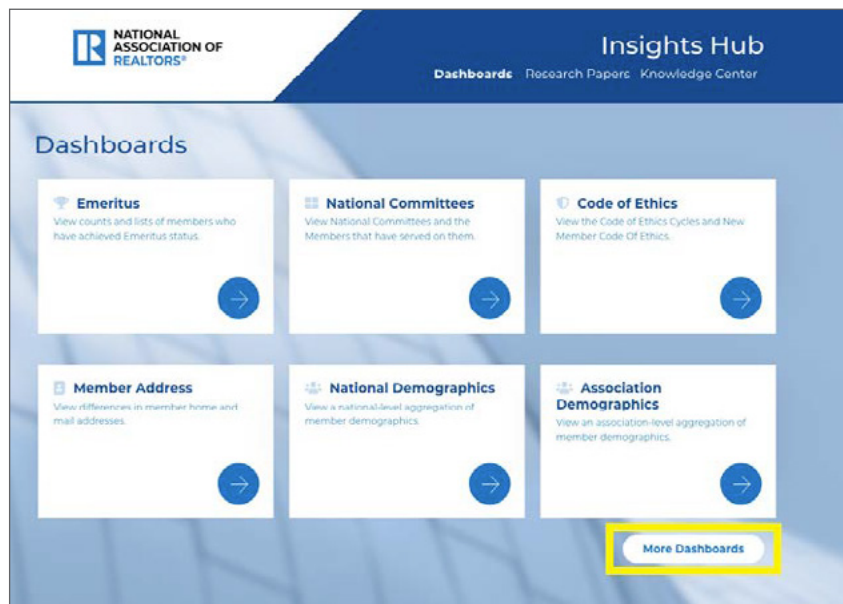 NATIONAL
ASSOCIATION OF
REALTORS®
Insights Hub
Dashboards Research Papers Knowledge Center
Dashboards
Emeritus
View counts and lists of members who
have achieved Emeritus status.
National Committees
View National Committees and the
Members that have served on them.
Code of Ethics
View the Code of Ethics Cycles and New
Member Code Of Ethics.
Member Address
View differences in member home and
mail addresses.
National Demographics
View a national-level aggregation of
member demographics.
Association
Demographics
View an association-level aggregation of
member demographics.
More Dashboards